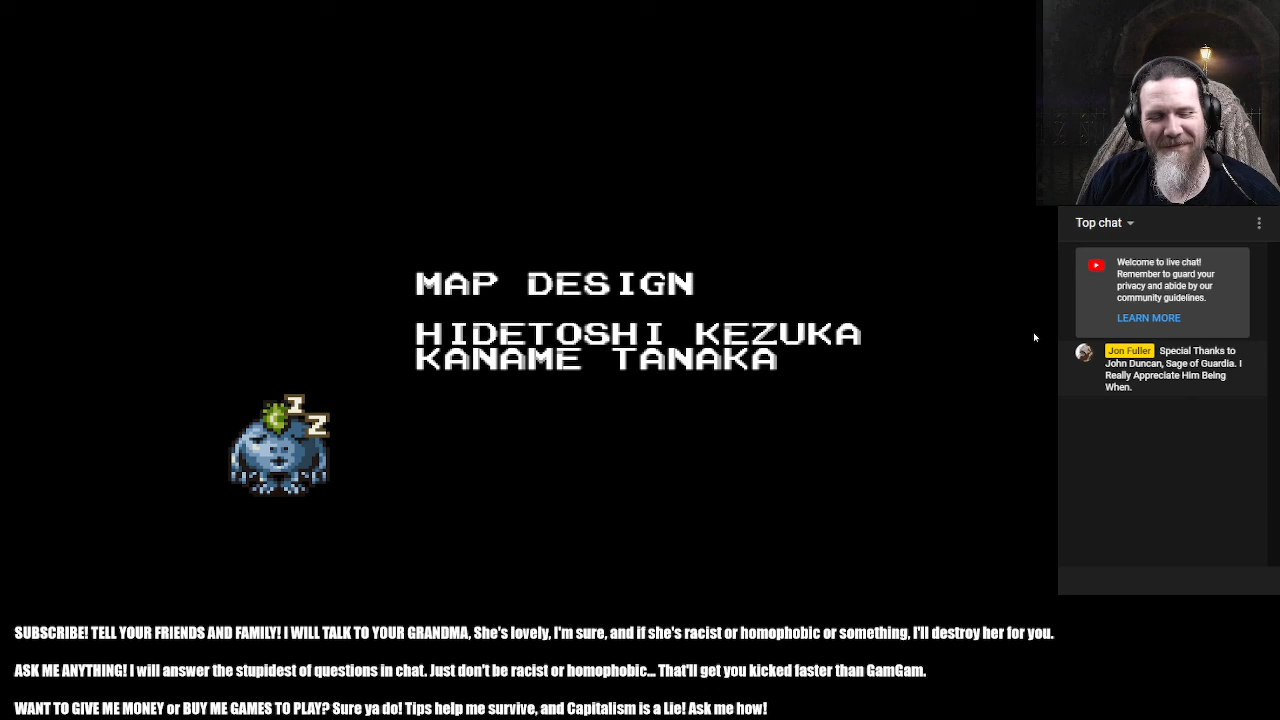 MAP DESIGN
HIDETOSHI KEZUKA
KANAME TANAKA
Z
Z
Top chat
Welcome to live chat!
Remember to guard your
privacy and abide by our
community guidelines.
LEARN MORE
Jon Fuller Special Thanks to
John Duncan, Sage of Guardia. I
Really Appreciate Him Being
When.
SUBSCRIBE! TELL YOUR FRIENDS AND FAMILY! I WILL TALK TO YOUR GRANDMA, She's lovely, I'm sure, and if she's racist or homophobic or something, I'll destroy her for you.
ASK ME ANYTHING! I will answer the stupidest of questions in chat. Just don't be racist or homophobic... That'll get you kicked faster than GamGam.
WANT TO GIVE ME MONEY or BUY ME GAMES TO PLAY? Sure ya do! Tips help me survive, and Capitalism is a Lie! Ask me how!